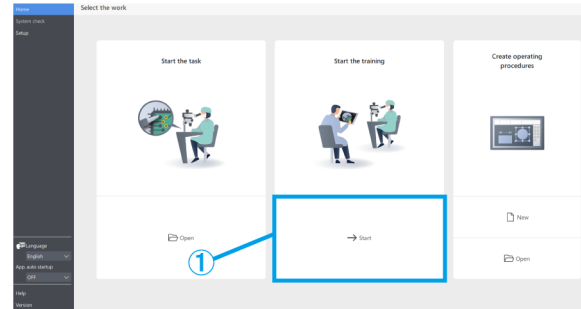 Home
System check
Setup
Select the work
Start the task
Start the training
Create operating
procedures
Open
Start
New
Open
①
Language
English
App auto startup
OFF
Help
Version